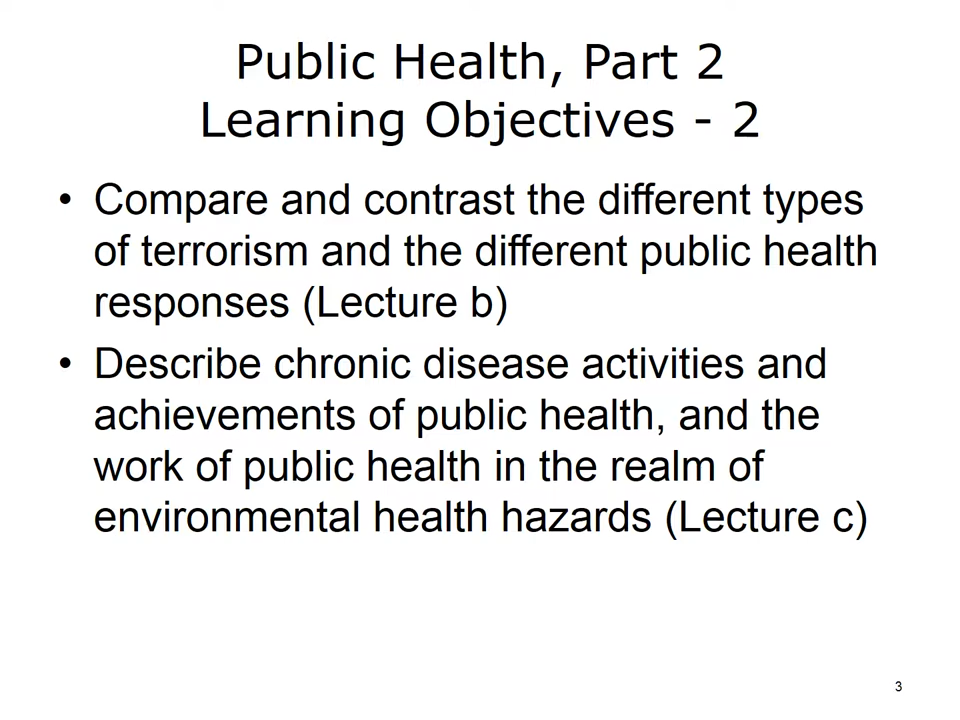 Public Health, Part 2
Learning Objectives - 2
• Compare and contrast the different types
of terrorism and the different public health
responses (Lecture b)
• Describe chronic disease activities and
achievements of public health, and the
work of public health in the realm of
environmental health hazards (Lecture c)
3